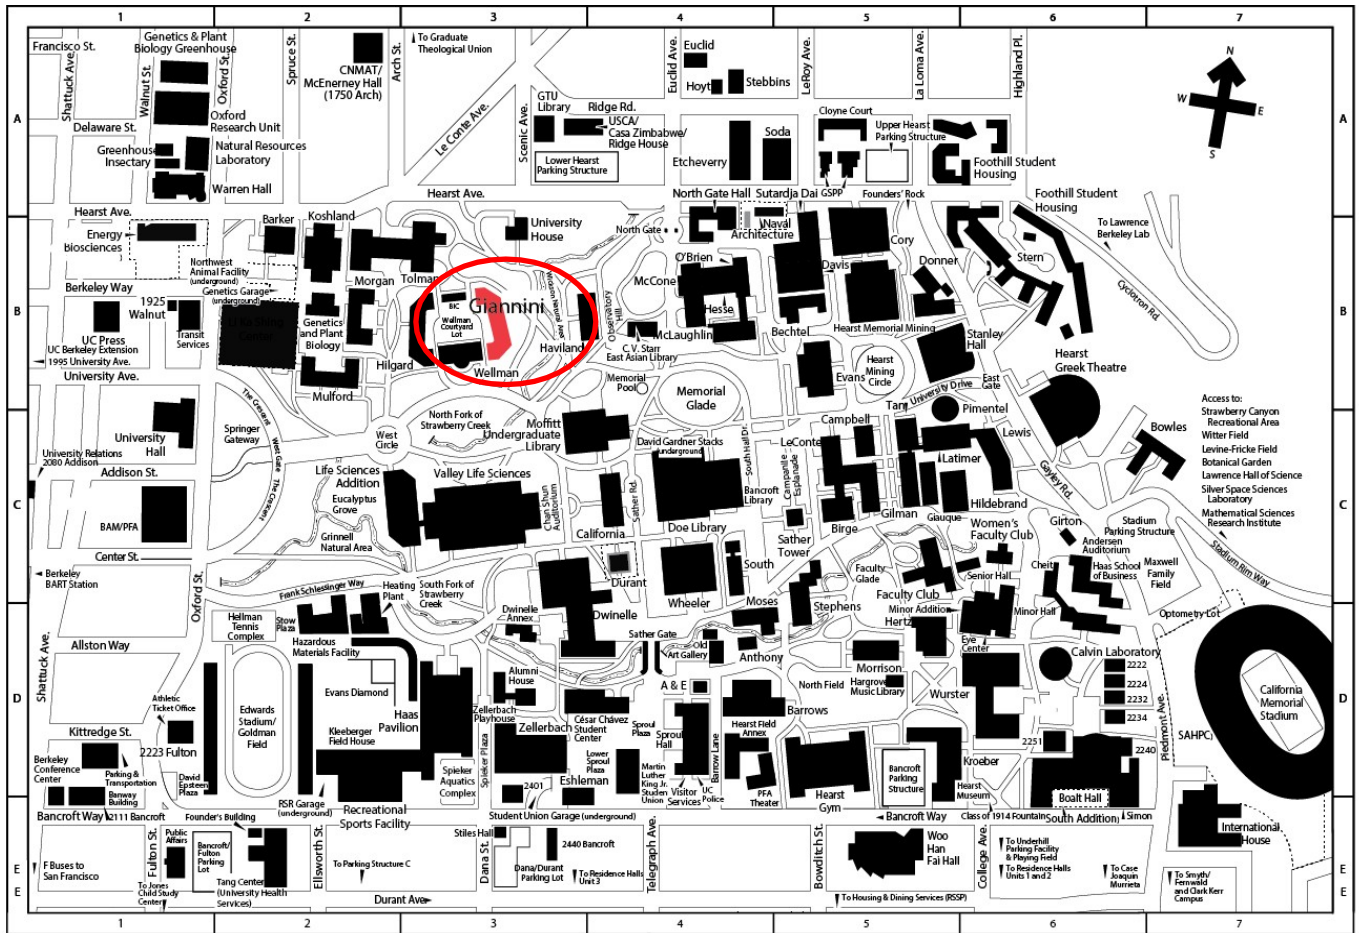 1 2 3 4 5 6 7
A
B
C
D
E
E
A
B
C
D
E
E
N
W
E
S
Francisco St.
Shattuck Ave.
Walnut St.
Genetics & Plant
Biology Greenhouse
Oxford St.
Spruce St.
CNMAT/
McEnerney Hall
(1750 Arch)
Arch St.
To Graduate
Theological Union
Le Conte Ave.
Scenic Ave.
GTU
Library
Ridge Rd.
USCA/
Casa Zimbabwe/
Ridge House
Lower Hearst
Parking Structure
Euclid Ave.
Euclid
Hoyt
Stebbins
Etcheverry
Soda
LeRoy Ave.
Cloyne Court
La Loma Ave.
Upper Hearst
Parking Structure
Highland Pl.
Foothill Student
Housing
Delaware St.
Oxford
Research Unit
Greenhouse
Insectary
Natural Resources
Laboratory
Warren Hall
Hearst Ave.
Hearst Ave.
North Gate Hall
Sutardja Dai
GSPP
Founders' Rock
Foothill Student
Housing
To Lawrence
Berkeley Lab
Cyclotron Rd.
Energy
Biosciences
Northwest
Animal Facility
(underground)
Genetics Garage
(underground)
Barker
Koshland
Morgan
Tolman
University
House
North Gate
Naval
Architecture
O'Brien
McCone
Hesse
McLaughlin
Davis
Cory
Donner
Stern
Bechtel
Hearst Memorial Mining
Stanley
Hall
Berkeley Way
1925
Walnut
UC Press
Transit
Services
UC Berkeley Extension
1995 University Ave.
University Ave.
Li Ka Shing
Center
Genetics
and Plant
Biology
Mulford
Hilgard
BIC
Wellman
Courtyard
Lot
Giannini
Wellman
Watson Natural Area
Haviland
Observatory
Hill
C. V. Starr
East Asian Library
Memorial
Pool
Memorial
Glade
Evans
Hearst
Mining
Circle
University Drive
East
Gate
Hearst
Greek Theatre
Tan
Pimentel
Campbell
Lewis
Bowles
Access to:
Strawberry Canyon
Recreational Area
Witter Field
Levine-Fricke Field
Botanical Garden
Lawrence Hall of Science
Silver Space Sciences
Laboratory
Mathematical Sciences
Research Institute
University
Hall
University Relations
2080 Addison
Addison St.
Springer
Gateway
The Crescent
West Gate
The Crescent
West
Circle
North Fork of
Strawberry Creek
Moffitt
Undergraduate
Library
David Gardner Stacks
(underground)
South Hall Dr.
LeConte
Campanile
Esplanade
Latimer
Hildebrand
Gayley Rd.
Life Sciences
Addition
Valley Life Sciences
Eucalyptus
Grove
Grinnell
Natural Area
Chan Shun
Auditorium
Sather Rd.
California
Bancroft
Library
Doe Library
Sather
Tower
Birge
Gilman
Giauque
Women's
Faculty Club
Girton
Andersen
Auditorium
Stadium
Parking Structure
Stadium Rim Way
BAM/PFA
Center St.
Berkeley
BART Station
Oxford St.
Frank Schlessinger Way
Heating
Plant
South Fork of
Strawberry
Creek
Durant
Wheeler
South
Faculty
Glade
Faculty Club
Senior Hall
Cheit
Haas School
of Business
Maxwell
Family
Field
Optometry Lot
Hellman
Tennis
Complex
Stow
Plaza
Hazardous
Materials Facility
Dwinelle
Annex
Dwinelle
Sather Gate
Moses
Stephens
Minor Addition
Hertz
Minor Hall
Eye
Center
Calvin Laboratory
Allston Way
Shattuck Ave.
Old
Art Gallery
Anthony
Morrison
Hargrove
Music Library
North Field
Wurster
2222
2224
2232
2234
Piedmont Ave.
SAHPC
California
Memorial
Stadium
Athletic
Ticket Office
Edwards
Stadium/
Goldman
Field
Evans Diamond
Kleeberger
Field House
Haas
Pavilion
Alumni
House
Zellerbach
Playhouse
Zellerbach
César Chávez
Student
Center
A & E
Sproul
Plaza
Sproul
Hall
Lower
Sproul
Plaza
Barrow Lane
Barrows
Hearst Field
Annex
Kittredge St.
2223 Fulton
Berkeley
Conference
Center
Parking &
Transportation
Banway
Building
David
Epsteen
Plaza
RSR Garage
(underground)
Recreational
Sports Facility
Spieker
Aquatics
Complex
Spieker Plaza
2401
Eshleman
Martin
Luther
King Jr.
Studen
Union
Visitor
Services
UC
Police
PFA
Theater
Hearst
Gym
Bancroft
Parking
Structure
Kroeber
Hearst
Museum
2251
2240
Boalt Hall
Bancroft Way
2111 Bancroft
Founder's Building
Student Union Garage (underground)
Bancroft Way
Class of 1914 Fountain
South Addition
Simon
International
House
Public
Affairs
Fulton St.
Bancroft/
Fulton
Parking
Lot
Tang Center
(University Health
Services)
Ellsworth St.
To Parking Structure C
Durant Ave
Stiles Hall
Dana St.
2440 Bancroft
Dana/Durant
Parking Lot
To Residence Halls
Unit 3
Telegraph Ave.
Bowditch St.
Woo
Han
Fai Hall
College Ave.
To Underhill
Parking Facility
& Playing Field
To Residence Halls
Units 1 and 2
To Case
Joaquin
Murrieta
To Smyth/
Fernwald
and Clark Kerr
Campus
F Buses to
San Francisco
To Jones
Child Study
Center
To Housing & Dining Services (RSSP)